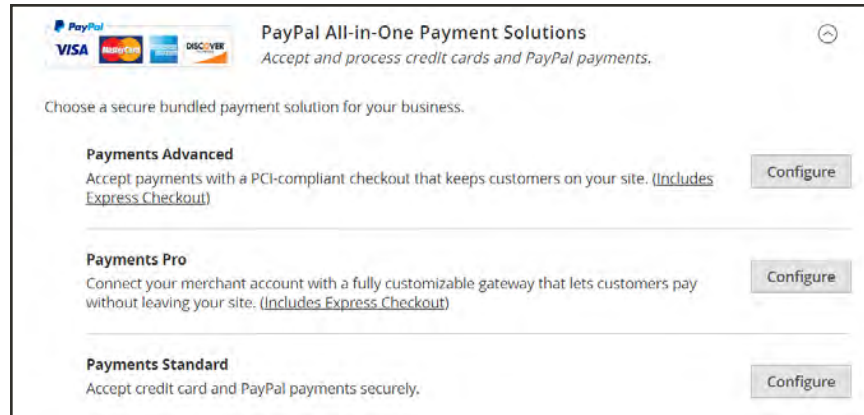 PayPal
VISA MasterCard DISCOVER
PayPal All-in-One Payment Solutions
Accept and process credit cards and PayPal payments.
Choose a secure bundled payment solution for your business.
Payments Advanced
Accept payments with a PCI-compliant checkout that keeps customers on your site. (Includes
Express Checkout)
Configure
Payments Pro
Connect your merchant account with a fully customizable gateway that lets customers pay
without leaving your site. (Includes Express Checkout)
Configure
Payments Standard
Accept credit card and PayPal payments securely.
Configure